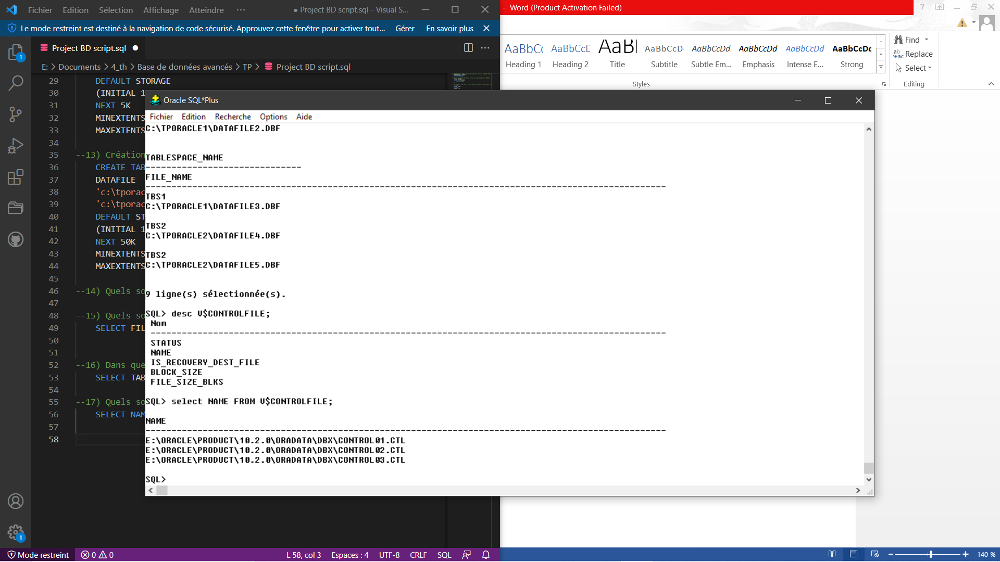 Fichier Edition Sélection Affichage Atteindre ··· ● Project BD script.sql - Visual S...
Le mode restreint est destiné à la navigation de code sécurisé. Approuvez cette fenêtre pour activer tout... Gérer En savoir plus
Project BD script.sql ●
E: > Documents > 4_th > Base de données avancés > TP > Project BD script.sql
29 DEFAULT STORAGE
30 (INITIAL 1
31 NEXT 5K
32 MINEXTENTS
33 MAXEXTENTS
34
35 --13) Création
36 CREATE TAB
37 DATAFILE
38 'c:\tporac
39 'c:\tporac
40 DEFAULT ST
41 (INITIAL 1
42 NEXT 50K
43 MINEXTENTS
44 MAXEXTENTS
45
46 --14) Quels so
47
48 --15) Quels so
49 SELECT FIL
50
51
52 --16) Dans que
53 SELECT TAB
54
55 --17) Quels so
56 SELECT NAM
57
58 --
1
1
Mode restreint 0 0 L 58, col 3 Espaces : 4 UTF-8 CRLF SQL
Oracle SQL*Plus
Fichier Edition Recherche Options Aide
C:\TPORACLE1\DATAFILE2.DBF
TABLESPACE_NAME
------------------------------
FILE_NAME
----------------------------------------------------------------------------------------------------
TBS1
C:\TPORACLE1\DATAFILE3.DBF
TBS2
C:\TPORACLE2\DATAFILE4.DBF
TBS2
C:\TPORACLE2\DATAFILE5.DBF
9 ligne(s) sélectionnée(s).
SQL> desc V$CONTROLFILE;
Nom
---------------------------------------------------------------------------------------------------
STATUS
NAME
IS_RECOVERY_DEST_FILE
BLOCK_SIZE
FILE_SIZE_BLKS
SQL> select NAME FROM V$CONTROLFILE;
NAME
----------------------------------------------------------------------------------------------------
E:\ORACLE\PRODUCT\10.2.0\ORADATA\DBX\CONTROL01.CTL
E:\ORACLE\PRODUCT\10.2.0\ORADATA\DBX\CONTROL02.CTL
E:\ORACLE\PRODUCT\10.2.0\ORADATA\DBX\CONTROL03.CTL
SQL>
- Word (Product Activation Failed)
AaBbCc AaBbCcD AaBl AaBbCcD AaBbCcDd AaBbCcDd AaBbCcDd AaBbCcDc
Heading 1 Heading 2 Title Subtitle Subtle Em... Emphasis Intense E... Strong
Styles
Find
Replace
Select
Editing
140 %